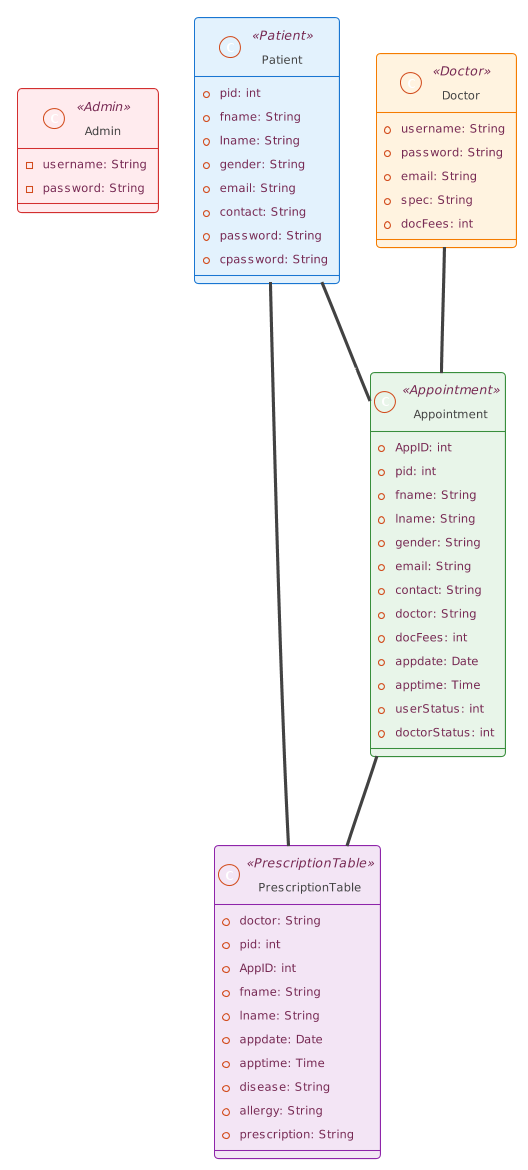 «Admin»
Admin
username: String
password: String
«Patient»
Patient
pid: int
fname: String
lname: String
gender: String
email: String
contact: String
password: String
cpassword: String
«Doctor»
Doctor
username: String
password: String
email: String
spec: String
docFees: int
«Appointment»
Appointment
AppID: int
pid: int
fname: String
lname: String
gender: String
email: String
contact: String
doctor: String
docFees: int
appdate: Date
apptime: Time
userStatus: int
doctorStatus: int
C
«PrescriptionTable»
PrescriptionTable
doctor: String
pid: int
AppID: int
fname: String
lname: String
appdate: Date
apptime: Time
disease: String
allergy: String
prescription: String